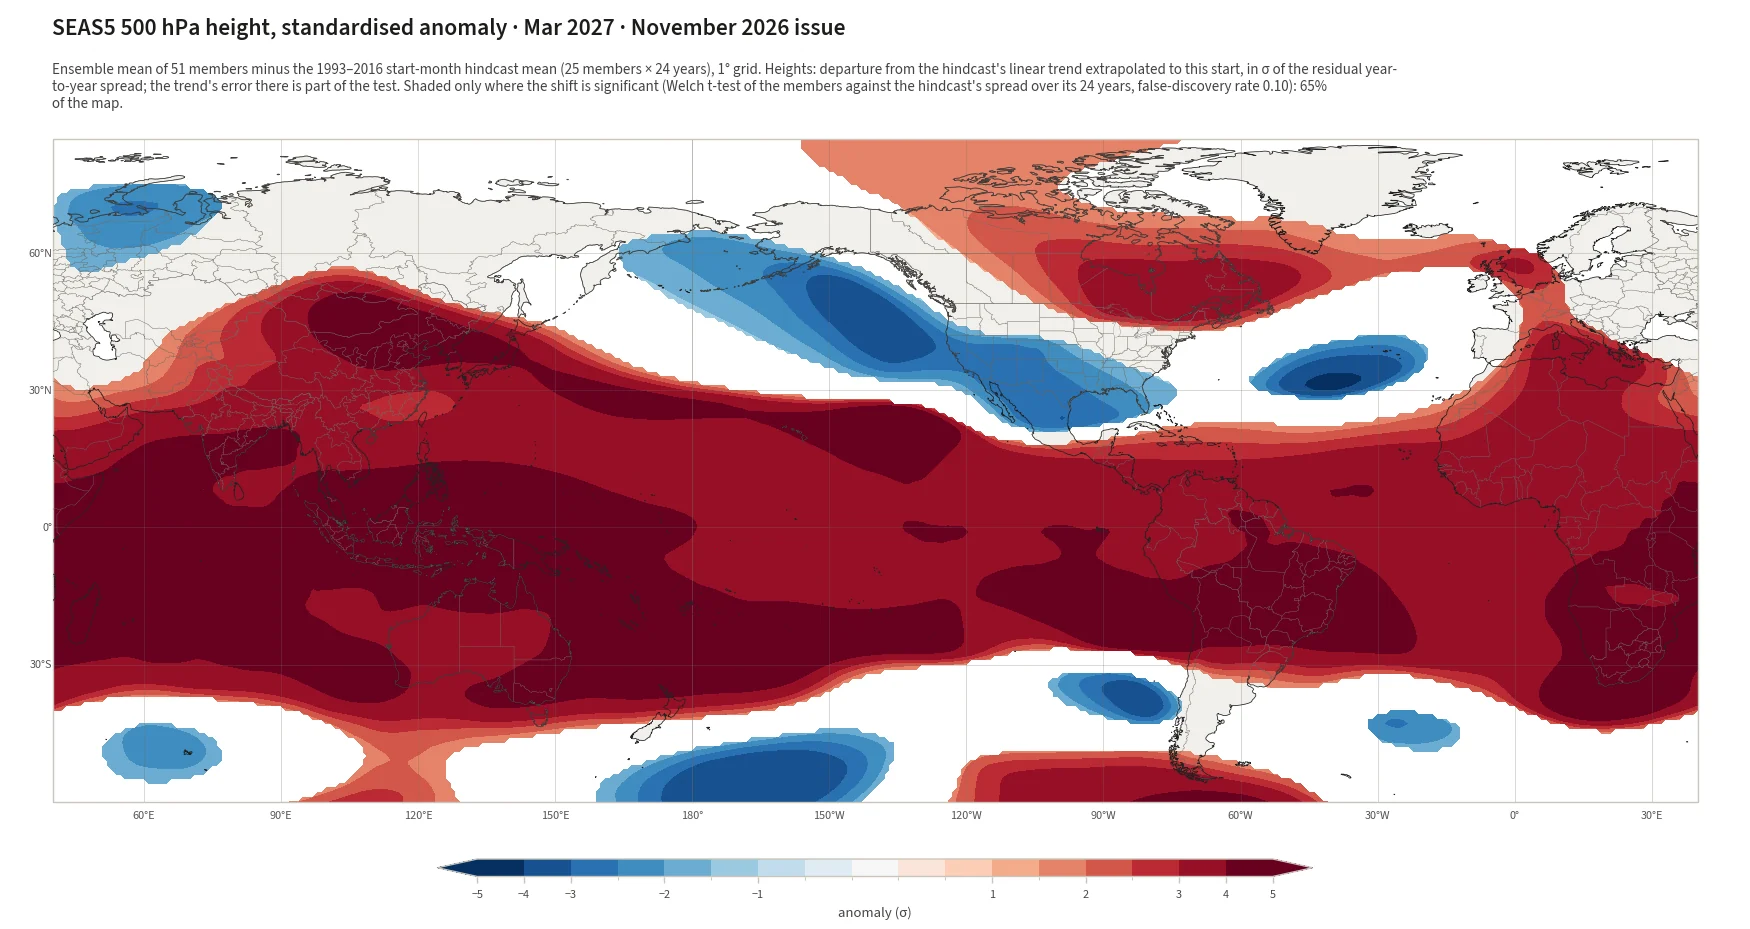 SEAS5 500 hPa height, standardised anomaly · Mar 2027 · November 2026 issue
Ensemble mean of 51 members minus the 1993–2016 start-month hindcast mean (25 members × 24 years), 1° grid. Heights: departure from the hindcast's linear trend extrapolated to this start, in σ of the residual year-
to-year spread; the trend's error there is part of the test. Shaded only where the shift is significant (Welch t-test of the members against the hindcast's spread over its 24 years, false-discovery rate 0.10): 65%
of the map.
60°N
30°N
0°
30°S
60°E 90°E 120°E 150°E 180° 150°W 120°W 90°W 60°W 30°W 0° 30°E
−5 −4 −3 −2 −1 1 2 3 4 5
anomaly (σ)